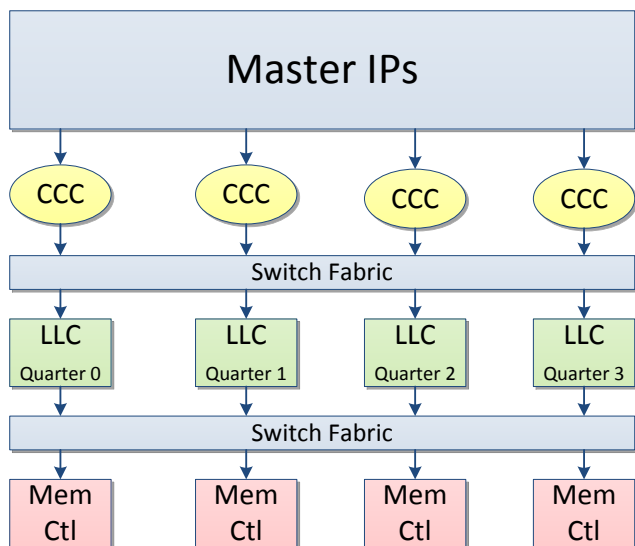 Master IPs
CCC CCC CCC CCC
Switch Fabric
LLC LLC LLC LLC
Quarter 0 Quarter 1 Quarter 2 Quarter 3
Switch Fabric
Mem Mem Mem Mem
Ctl Ctl Ctl Ctl